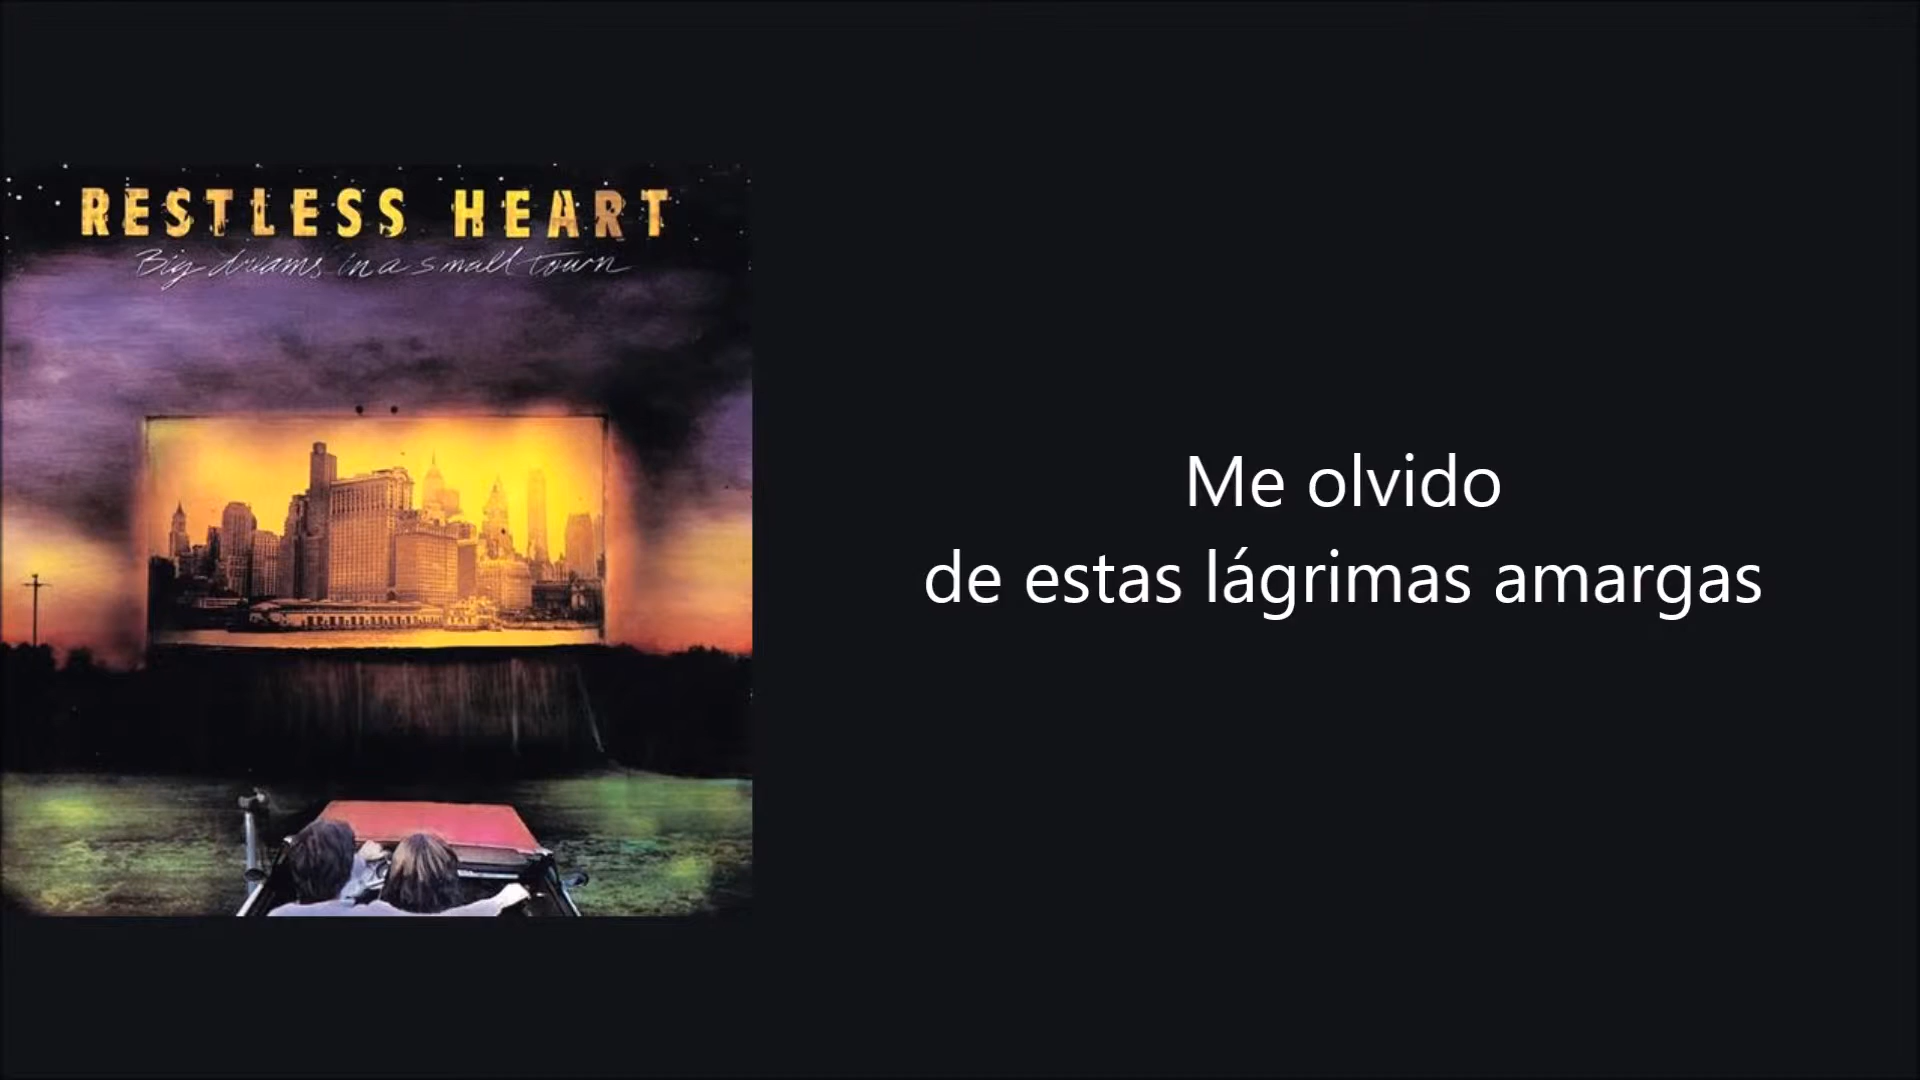 RESTLESS HEART
Big dreams in a small town
Me olvido
de estas lágrimas amargas